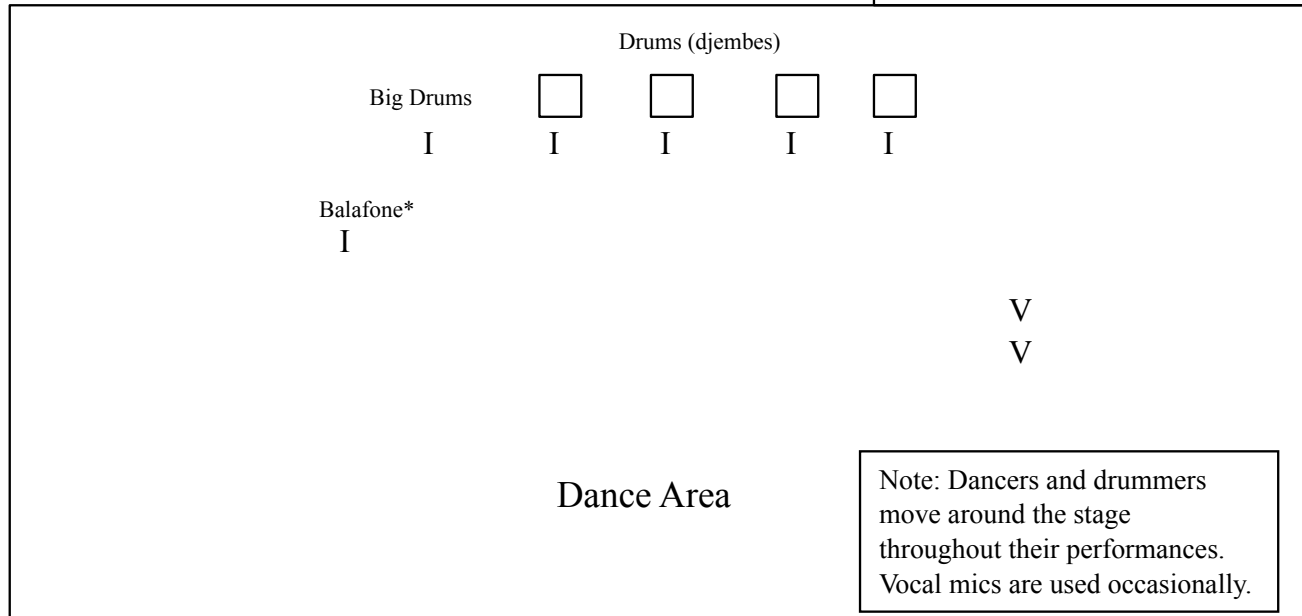 Drums (djembes)
Big Drums
I I I I I
Balafone*
I
V
V
Dance Area
Note: Dancers and drummers
move around the stage
throughout their performances.
Vocal mics are used occasionally.